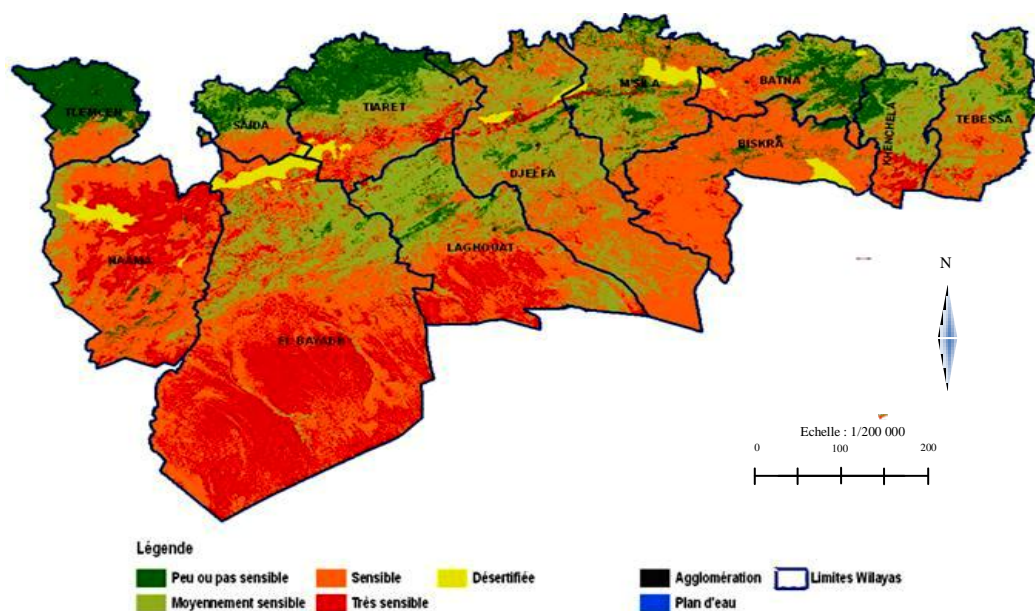 TLEMCEN
SAIDA
TIARET
M'SILA
BATNA
KHENCHELA
TEBESSA
BISKRA
DJELFA
LAGHOUAT
NAAMA
EL BAYADH
N
Echelle : 1/200 000
0 100 200
Légende
Peu ou pas sensible Sensible Désertifiée Agglomération Limites Wilayas
Moyennement sensible Trés sensible Plan d'eau